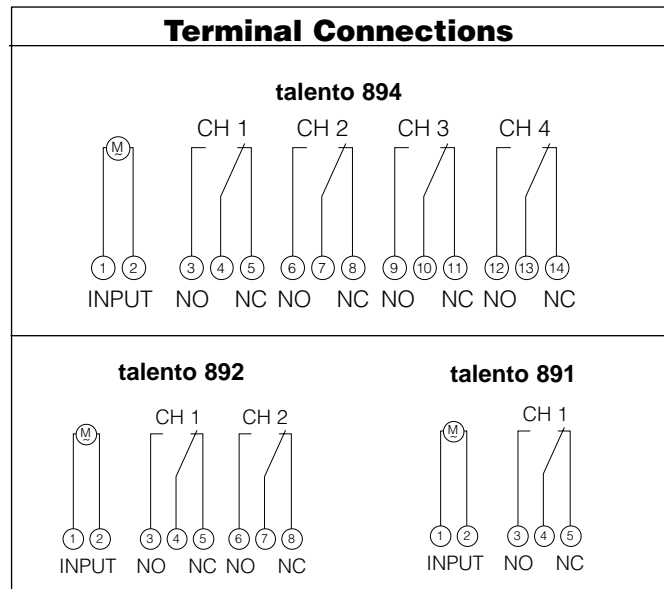 Terminal Connections
talento 894
CH 1 CH 2 CH 3 CH 4
M
~
1 2 3 4 5 6 7 8 9 10 11 12 13 14
INPUT NO NC NO NC NO NC NO NC
talento 892
CH 1 CH 2
M
~
1 2 3 4 5 6 7 8
INPUT NO NC NO NC
talento 891
CH 1
M
~
1 2 3 4 5
INPUT NO NC